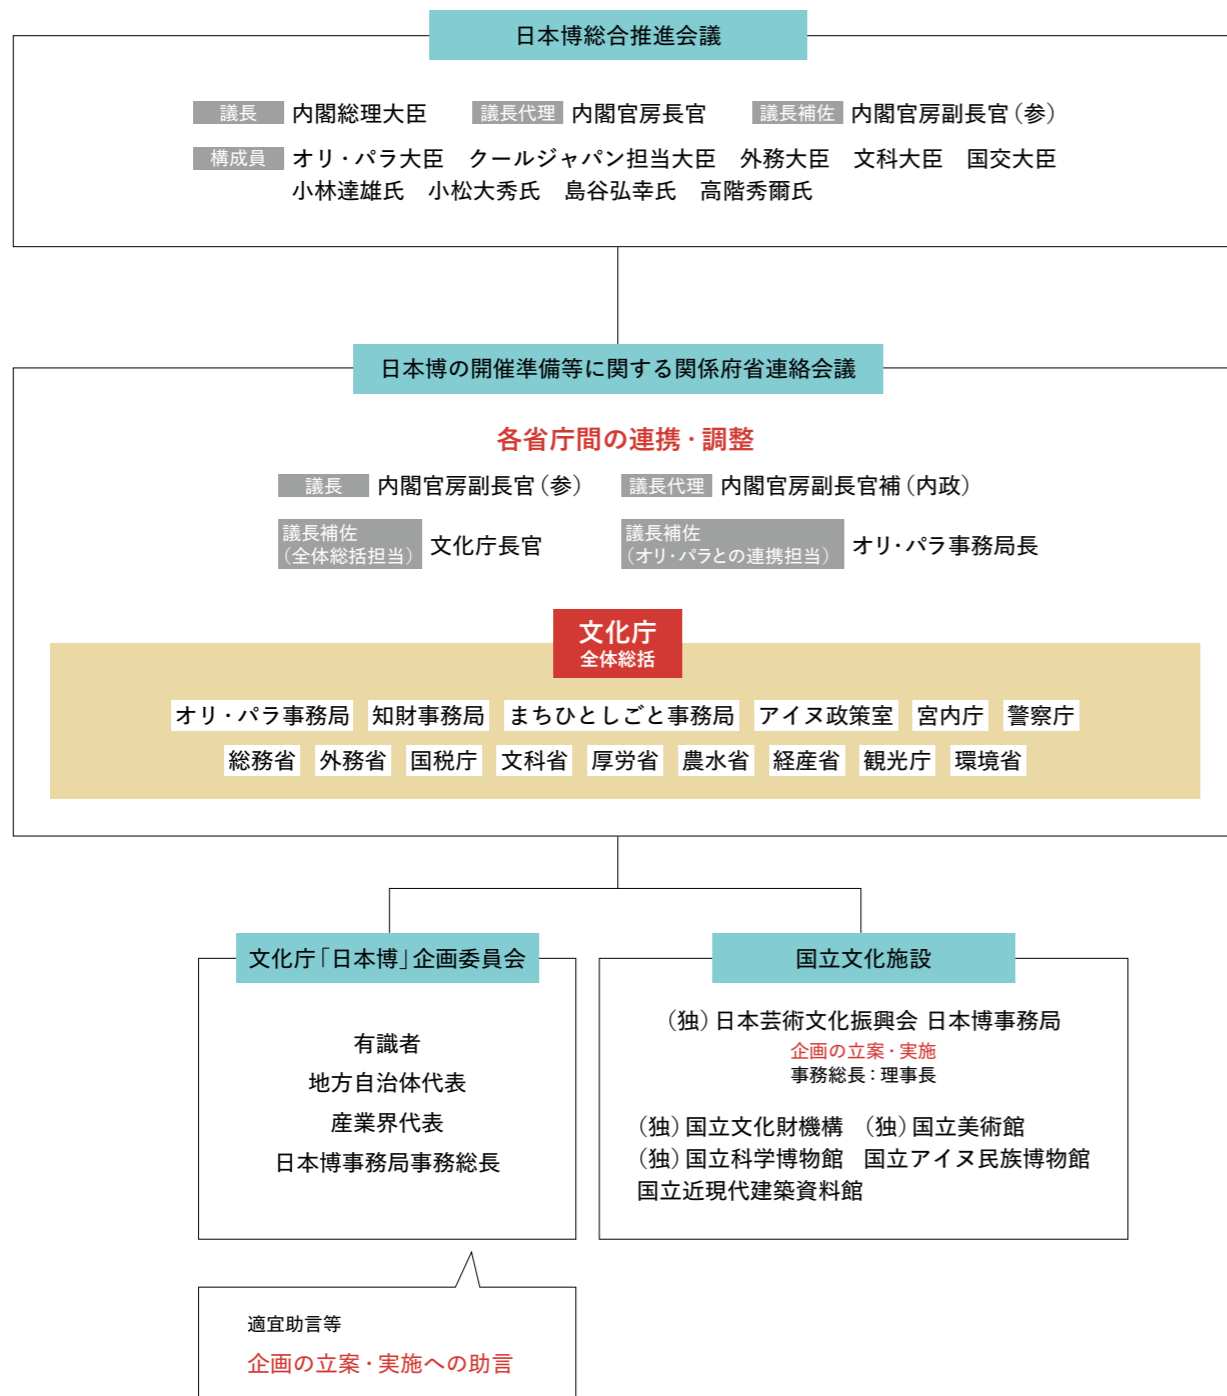 日本博総合推進会議
議長 内閣総理大臣 議長代理 内閣官房長官 議長補佐 内閣官房副長官(参)
構成員 オリ・パラ大臣 クールジャパン担当大臣 外務大臣 文科大臣 国交大臣
小林達雄氏 小松大秀氏 島谷弘幸氏 高階秀爾氏
日本博の開催準備等に関する関係府省連絡会議
各省庁間の連携・調整
議長 内閣官房副長官(参) 議長代理 内閣官房副長官補(内政)
議長補佐
(全体総括担当) 文化庁長官
議長補佐
(オリ・パラとの連携担当) オリ・パラ事務局長
文化庁
全体総括
オリ・パラ事務局 知財事務局 まちひとしごと事務局 アイヌ政策室 宮内庁 警察庁
総務省 外務省 国税庁 文科省 厚労省 農水省 経産省 観光庁 環境省
文化庁「日本博」企画委員会
有識者
地方自治体代表
産業界代表
日本博事務局事務総長
適宜助言等
企画の立案・実施への助言
国立文化施設
(独)日本芸術文化振興会 日本博事務局
企画の立案・実施
事務総長:理事長
(独)国立文化財機構 (独)国立美術館
(独)国立科学博物館 国立アイヌ民族博物館
国立近現代建築資料館